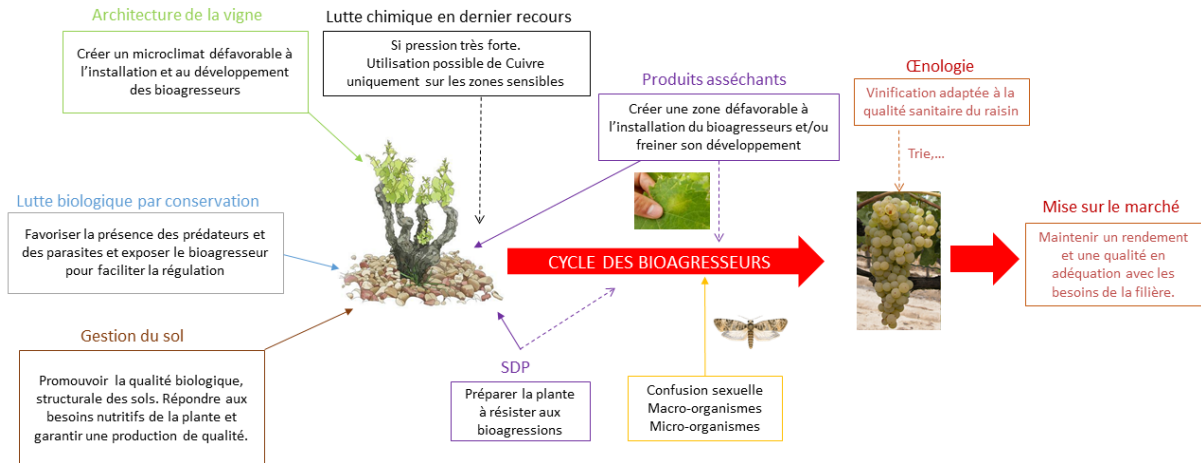 Architecture de la vigne
Créer un microclimat défavorable à
l'installation et au développement
des bioagresseurs
Lutte chimique en dernier recours
Si pression très forte.
Utilisation possible de Cuivre
uniquement sur les zones sensibles
Produits asséchants
Créer une zone défavorable à
l'installation du bioagresseurs et/ou
freiner son développement
Œnologie
Vinification adaptée à la
qualité sanitaire du raisin
Trie,...
Lutte biologique par conservation
Favoriser la présence des prédateurs et
des parasites et exposer le bioagresseur
pour faciliter la régulation
CYCLE DES BIOAGRESSEURS
Mise sur le marché
Maintenir un rendement
et une qualité en
adéquation avec les
besoins de la filière.
Gestion du sol
Promouvoir la qualité biologique,
structurale des sols. Répondre aux
besoins nutritifs de la plante et
garantir une production de qualité.
SDP
Préparer la plante
à résister aux
bioagressions
Confusion sexuelle
Macro-organismes
Micro-organismes